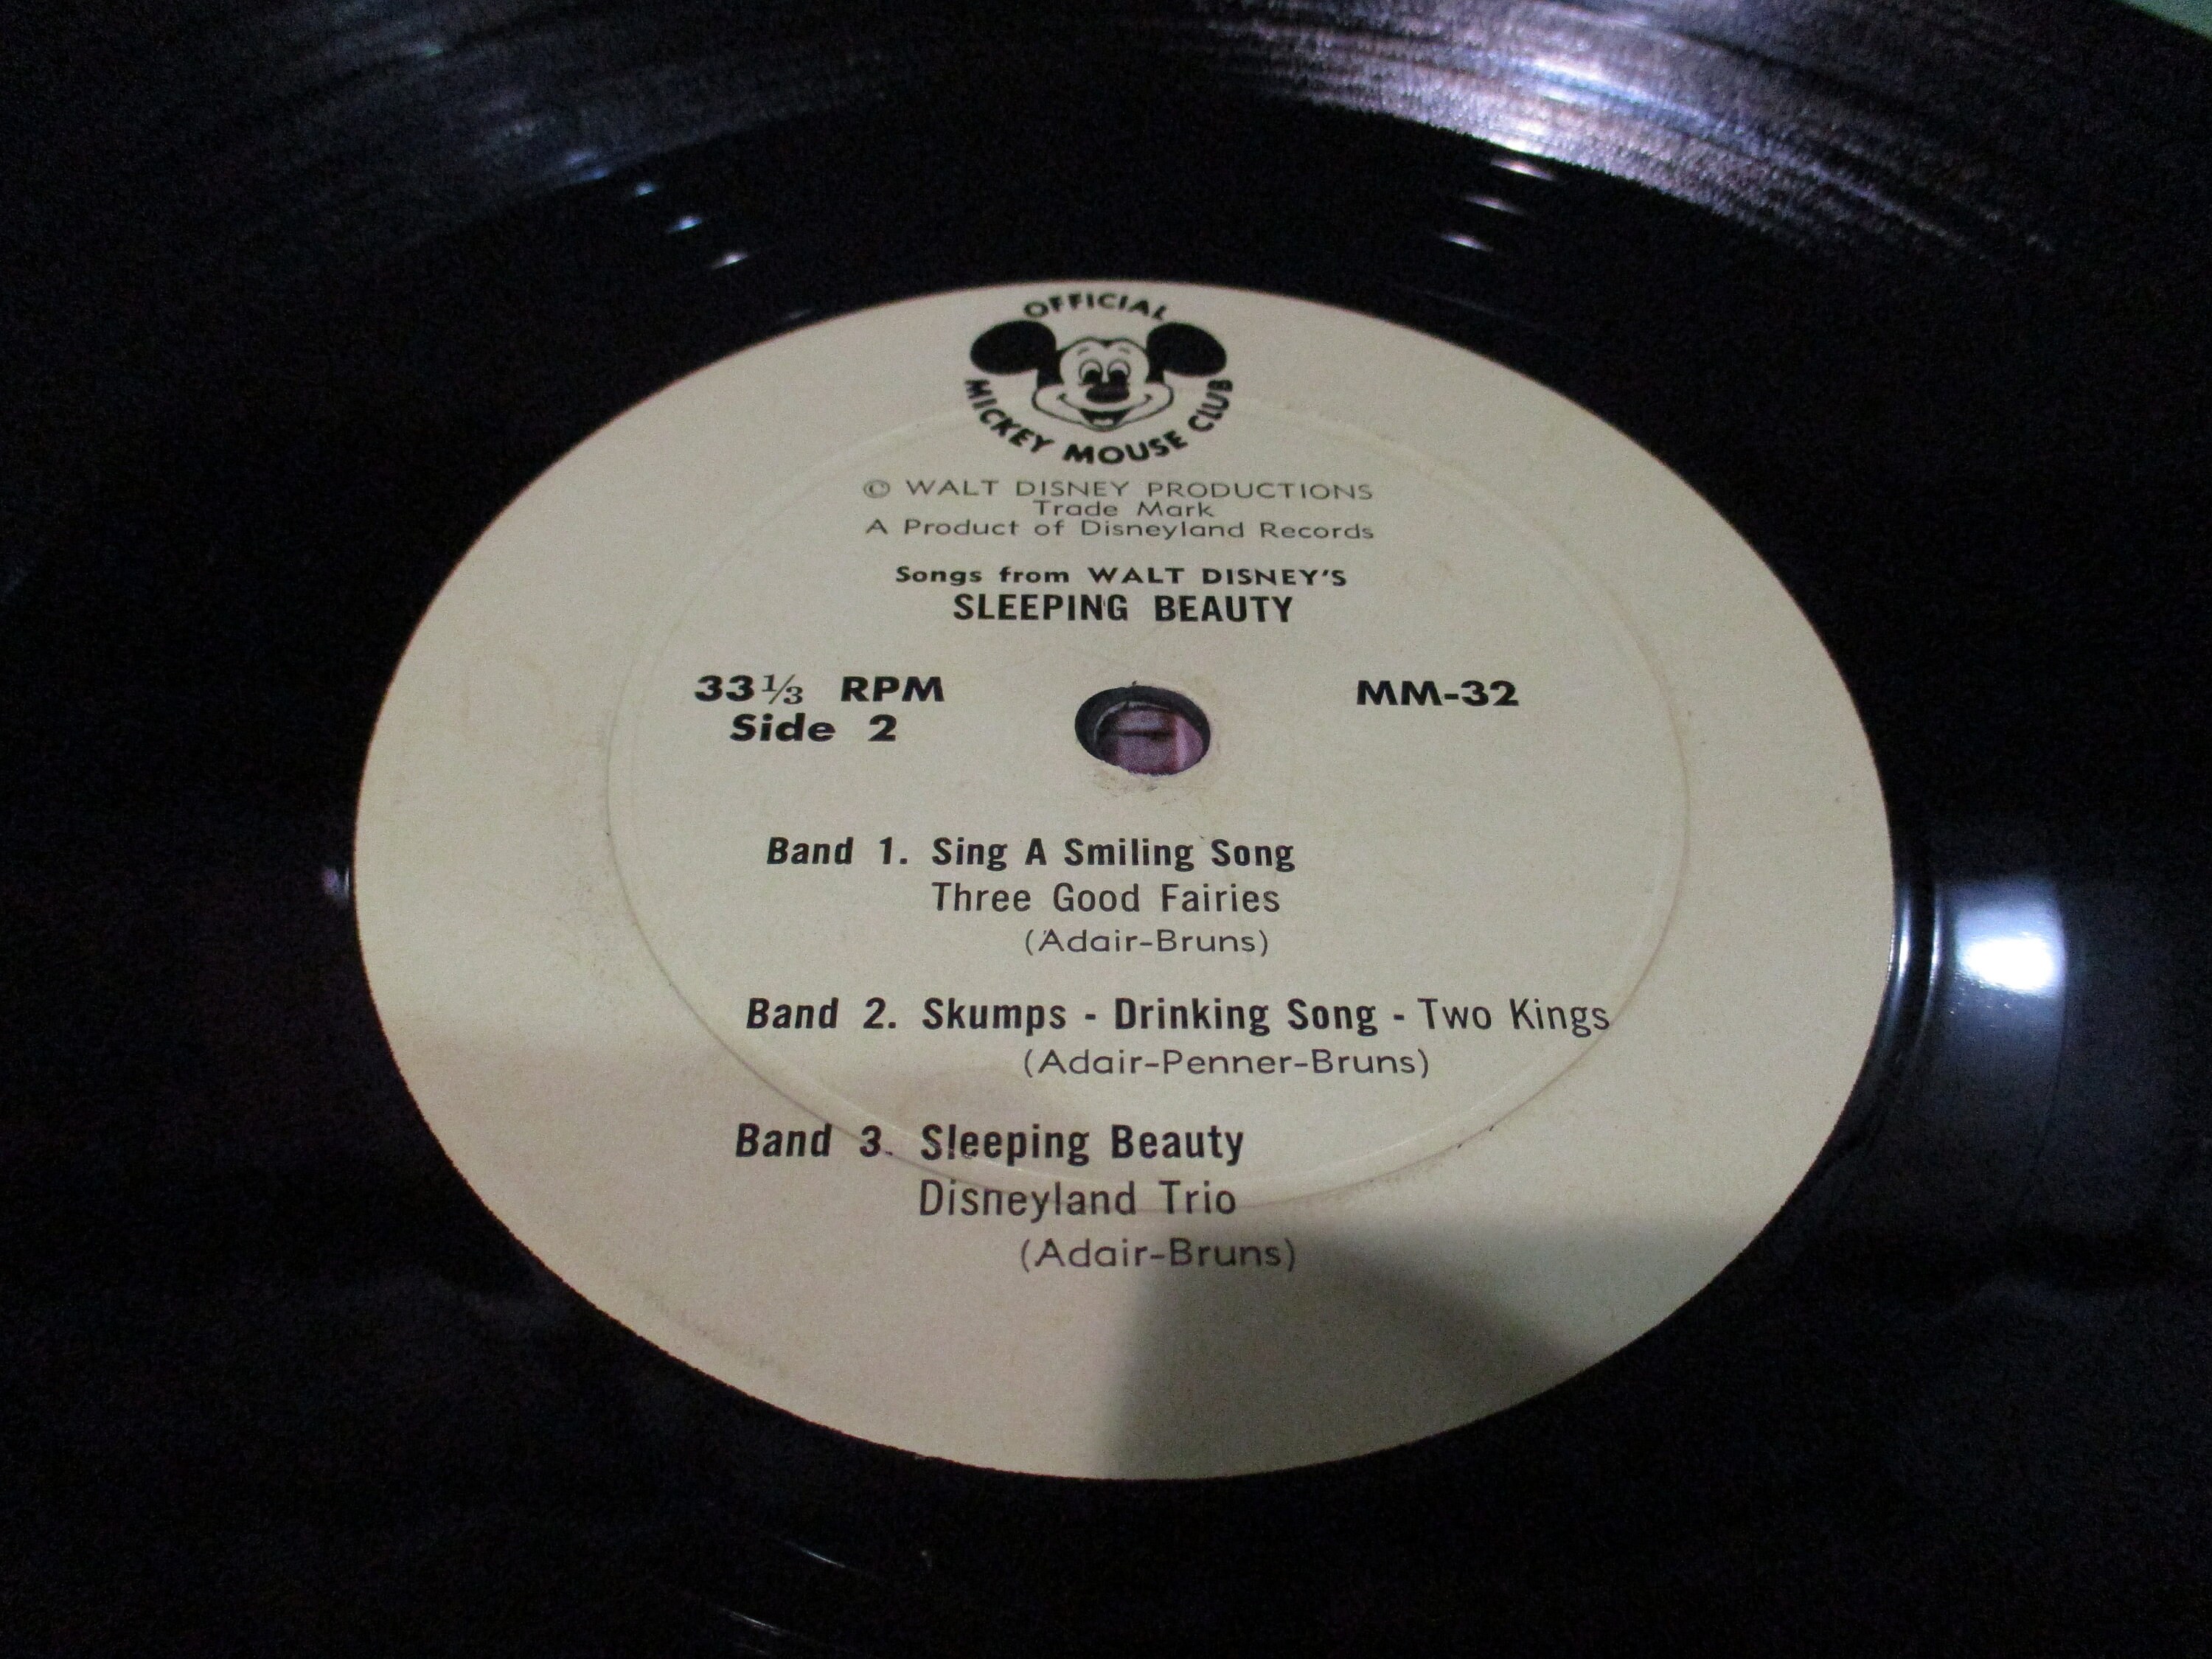 OFFICIAL
MICKEY MOUSE CLUB
© WALT DISNEY PRODUCTIONS
Trade Mark
A Product of Disneyland Records
Songs from WALT DISNEY'S
SLEEPING BEAUTY
33⅓ RPM MM-32
Side 2
Band 1. Sing A Smiling Song
Three Good Fairies
(Adair-Bruns)
Band 2. Skumps - Drinking Song - Two Kings
(Adair-Penner-Bruns)
Band 3. Sleeping Beauty
Disneyland Trio
(Adair-Bruns)